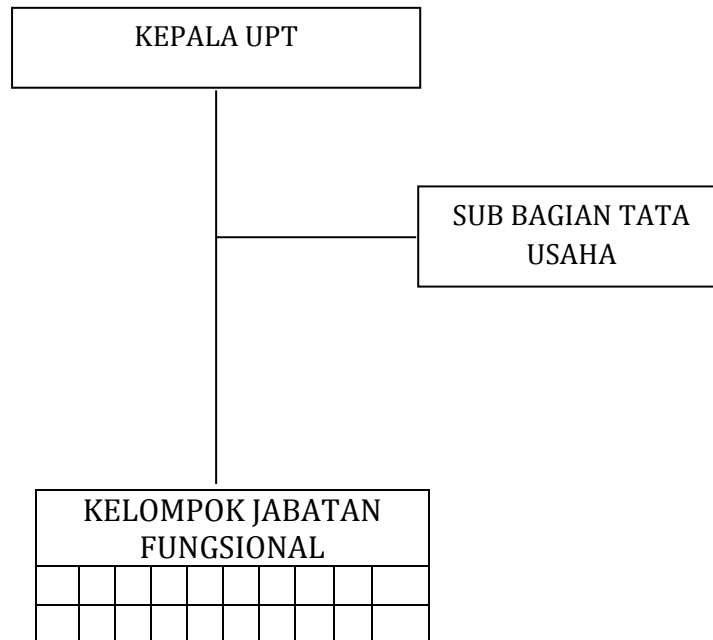 KEPALA UPT
SUB BAGIAN TATA
USAHA
KELOMPOK JABATAN
FUNGSIONAL